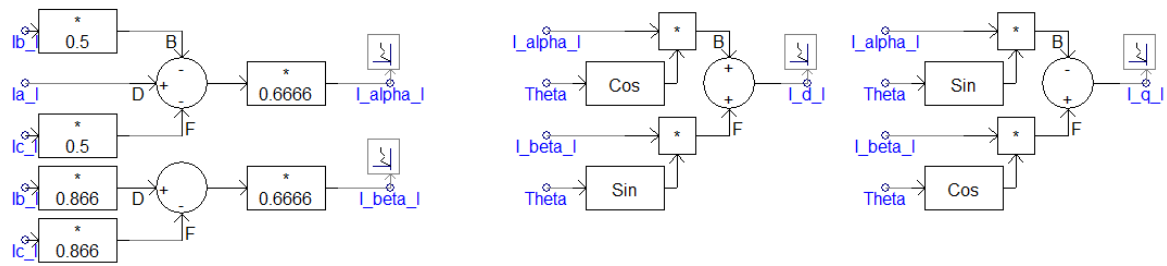 *
0.5
Ib_l
B
-
Ia_l
D
+
-
*
0.6666
I_alpha_l
Ic_l
*
0.5
F
Ib_l
*
0.866
D
+
-
*
0.6666
I_beta_l
Ic_l
*
0.866
F
I_alpha_l
*
B
Theta
Cos
+
+
I_d_l
I_beta_l
*
F
Theta
Sin
I_alpha_l
*
B
Theta
Sin
-
+
I_q_l
I_beta_l
*
F
Theta
Cos